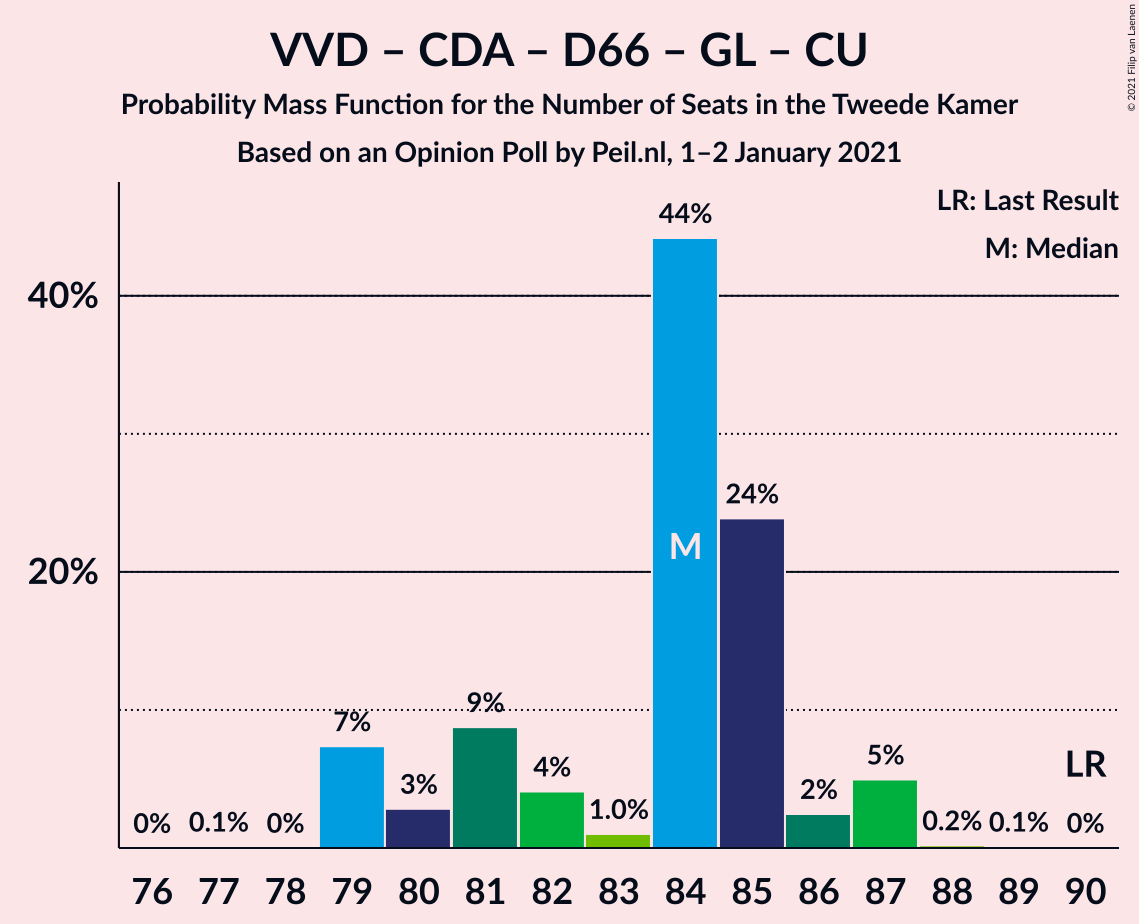 VVD – CDA – D66 – GL – CU
Probability Mass Function for the Number of Seats in the Tweede Kamer
Based on an Opinion Poll by Peil.nl, 1–2 January 2021
© 2021 Filip van Laenen
LR: Last Result
M: Median
40%
20%
0%
0.1%
0%
7%
3%
9%
4%
1.0%
44%
M
24%
2%
5%
0.2%
0.1%
LR
0%
76 77 78 79 80 81 82 83 84 85 86 87 88 89 90